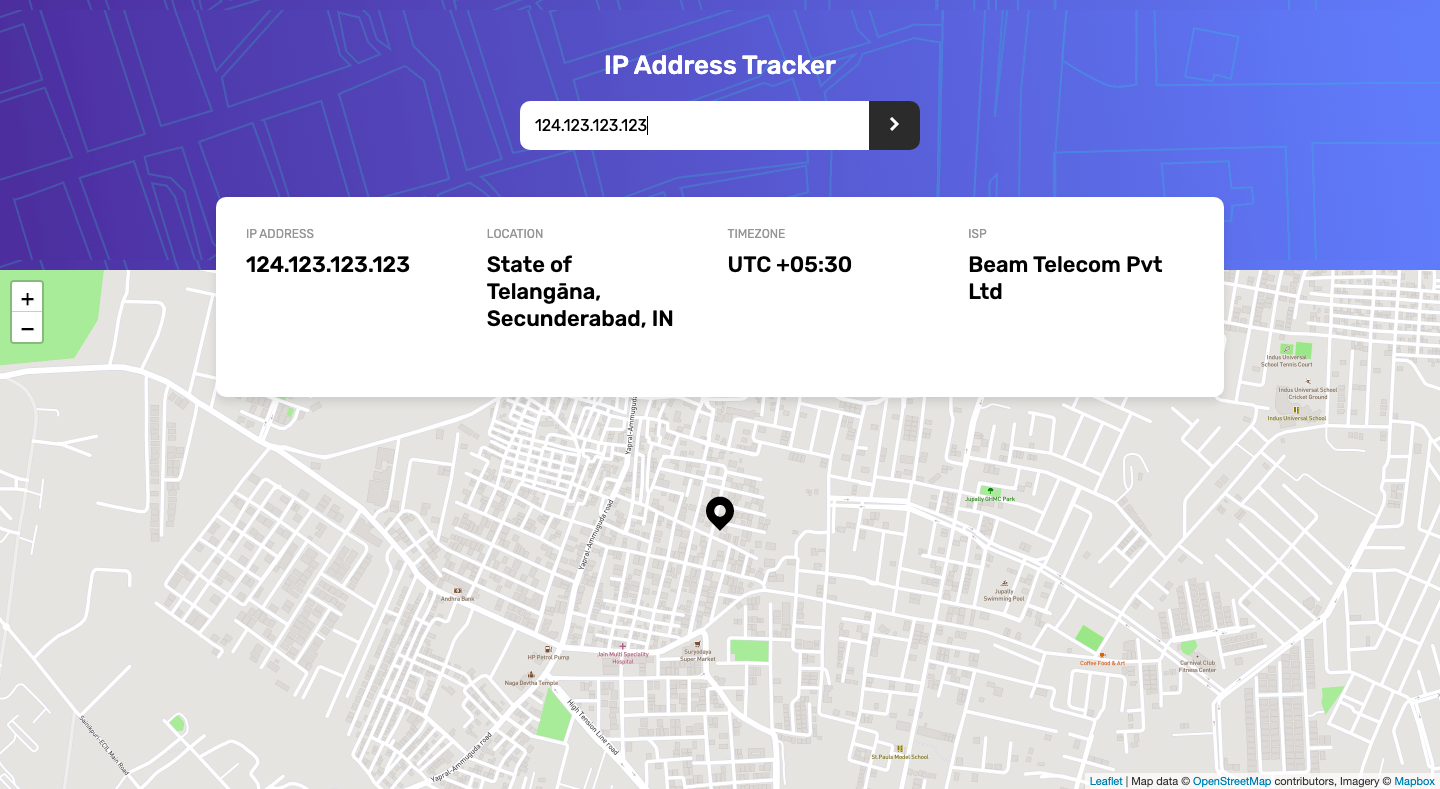 IP Address Tracker
124.123.123.123
IP ADDRESS
124.123.123.123
LOCATION
State of
Telangāna,
Secunderabad, IN
TIMEZONE
UTC +05:30
ISP
Beam Telecom Pvt
Ltd
+
−
Indus Universal
School Tennis Court
Indus Universal School
Cricket Ground
Indus Universal School
Yapral-Ammuguda
Jupally GHMC Park
Yapral-Ammuguda road
Andhra Bank
Jupally
Swimming Pool
HP Petrol Pump
Jain Multi Speciality
Hospital
Suryodaya
Super Market
Coffee Food & Art
Carnival Club
Fitness Center
Naga Devtha Temple
High Tension Line road
Sainikpuri-ECIL Main Road
Yapral-Ammuguda road
St.Pauls Model School
Leaflet | Map data © OpenStreetMap contributors, Imagery © Mapbox